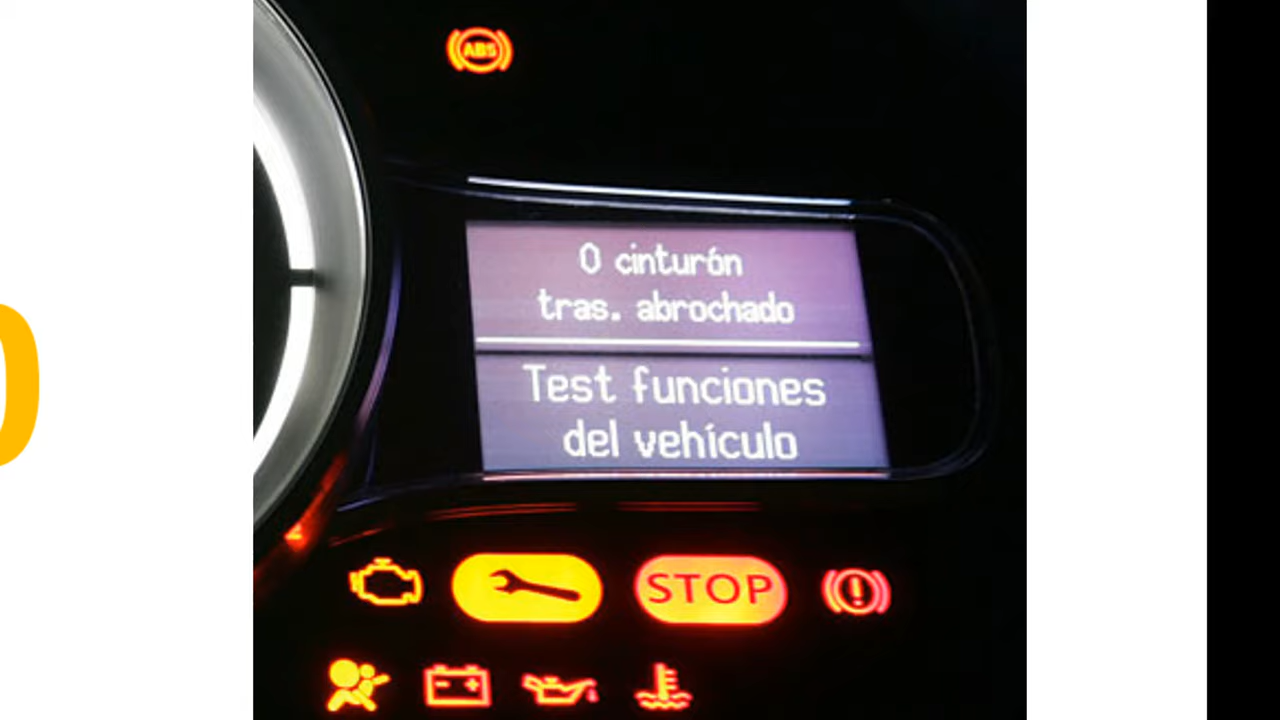 ABS
0 cinturón
tras. abrochado
Test funciones
del vehículo
STOP